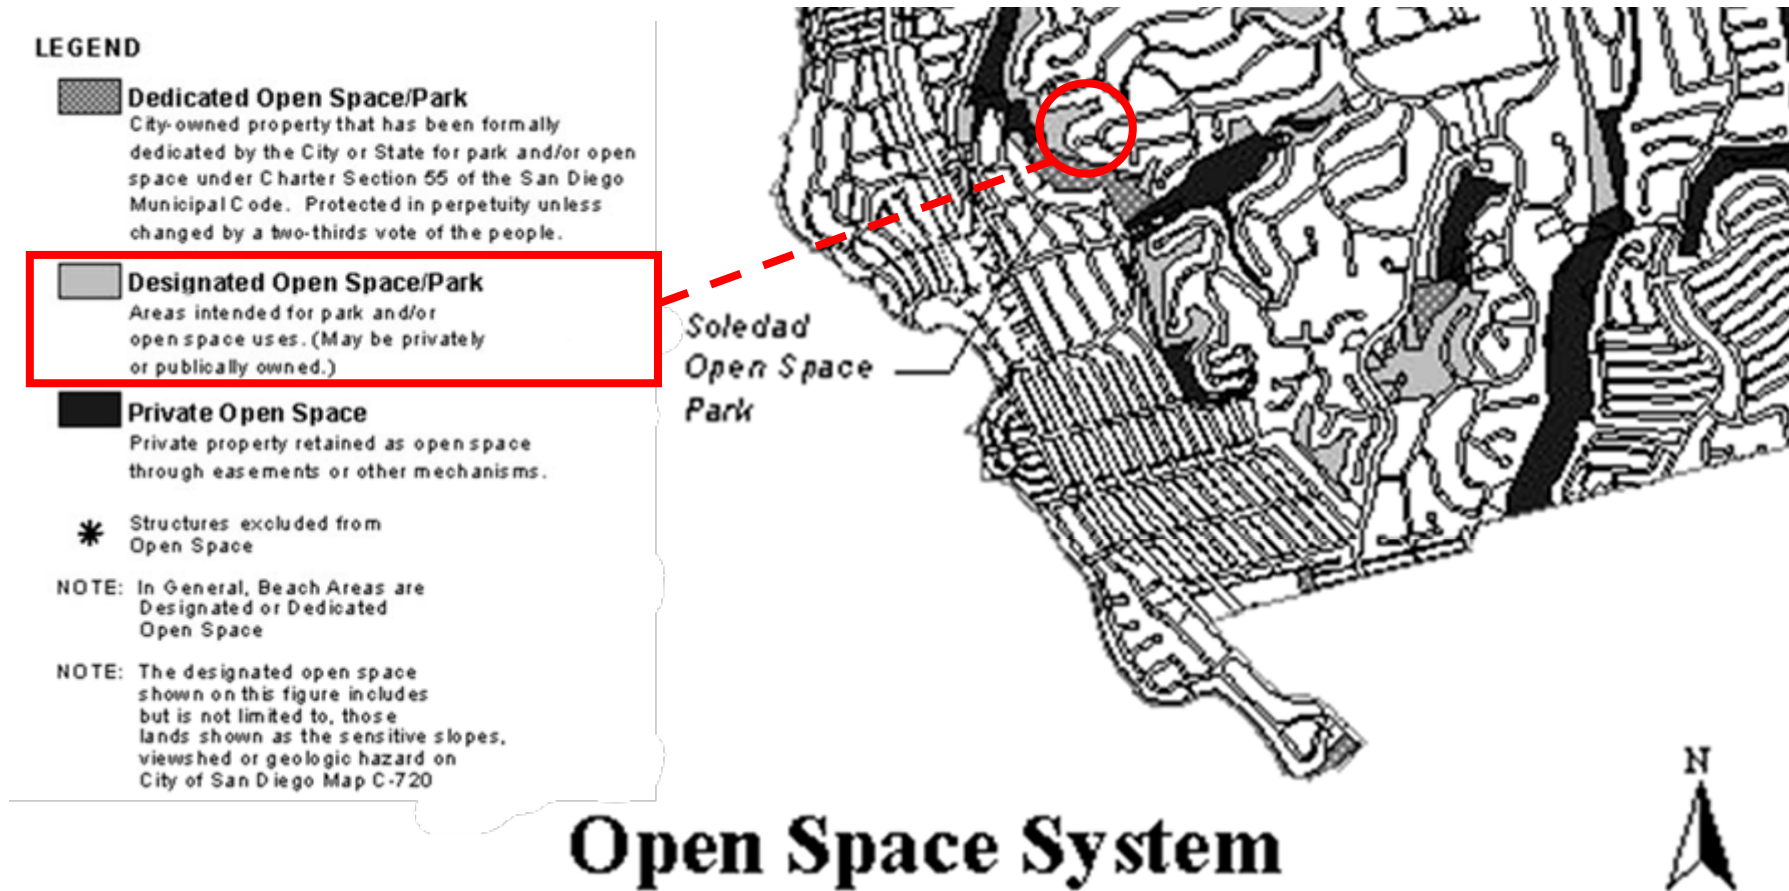 LEGEND
Dedicated Open Space/Park
City-owned property that has been formally
dedicated by the City or State for park and/or open
space under Charter Section 55 of the San Diego
Municipal Code. Protected in perpetuity unless
changed by a two-thirds vote of the people.
Designated Open Space/Park
Areas intended for park and/or
open space uses. (May be privately
or publically owned.)
Private Open Space
Private property retained as open space
through easements or other mechanisms.
Structures excluded from
Open Space
NOTE: In General, Beach Areas are
Designated or Dedicated
Open Space
NOTE: The designated open space
shown on this figure includes
but is not limited to, those
lands shown as the sensitive slopes,
viewshed or geologic hazard on
City of San Diego Map C-720
Soledad
Open Space
Park
N
Open Space System